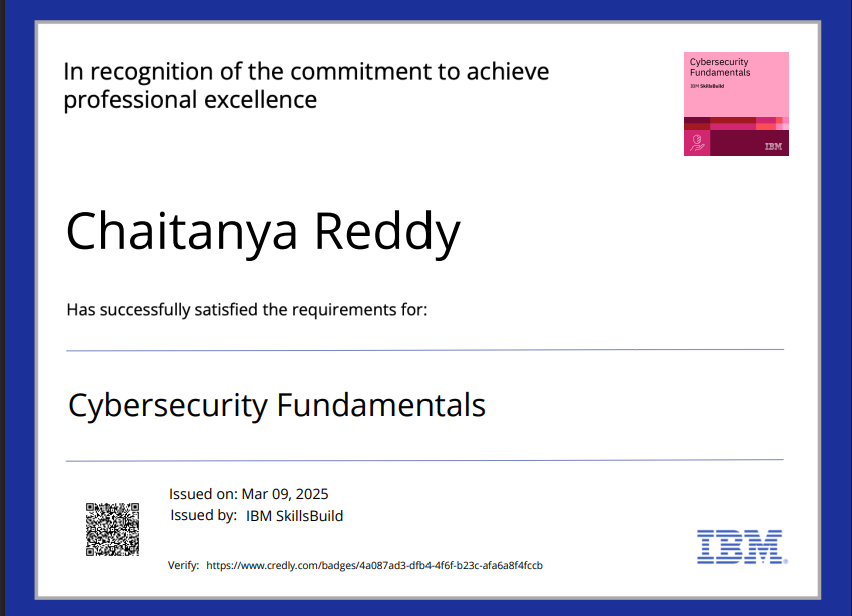 In recognition of the commitment to achieve
professional excellence
Cybersecurity
Fundamentals
IBM SkillsBuild
IBM
Chaitanya Reddy
Has successfully satisfied the requirements for:
Cybersecurity Fundamentals
Issued on: Mar 09, 2025
Issued by: IBM SkillsBuild
Verify: https://www.credly.com/badges/4a087ad3-dfb4-4f6f-b23c-afa6a8f4fccb
IBM®